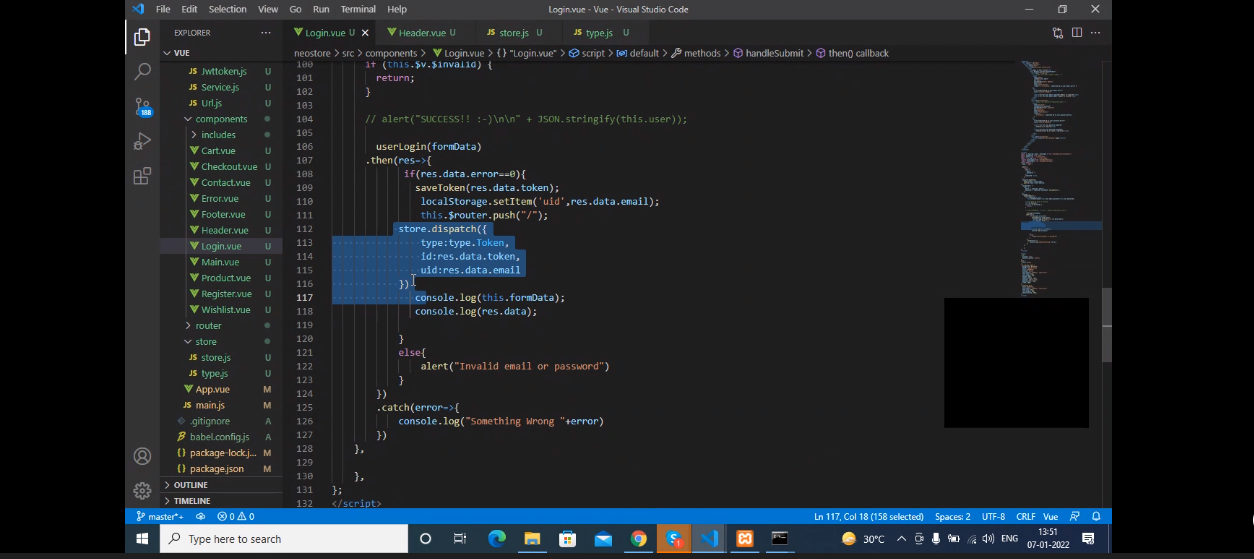 File Edit Selection View Go Run Terminal Help Login.vue - Vue - Visual Studio Code
EXPLORER ···
Login.vue U
Header.vue U
JS store.js U
JS type.js U
VUE
neostore > src > components > Login.vue > {} "Login.vue" > script > default > methods > handleSubmit > then() callback
JS Jwttoken.js U
JS Service.js U
JS Url.js U
components
includes
Cart.vue U
Checkout.vue U
Contact.vue U
Error.vue U
Footer.vue U
Header.vue U
Login.vue U
Main.vue U
Product.vue U
Register.vue U
Wishlist.vue U
router
store
JS store.js U
JS type.js U
App.vue M
JS main.js M
.gitignore A
babel.config.js A
{} package-lock.j... M
{} package.json M
OUTLINE
TIMELINE
188
100 if (this.$v.$invalid) {
101 return;
102 }
103
104 // alert("SUCCESS!! :-)\n\n" + JSON.stringify(this.user));
105
106 userLogin(formData)
107 .then(res=>{
108 if(res.data.error==0){
109 saveToken(res.data.token);
110 localStorage.setItem('uid',res.data.email);
111 this.$router.push("/");
112 store.dispatch({
113 type:type.Token,
114 id:res.data.token,
115 uid:res.data.email
116 })
117 console.log(this.formData);
118 console.log(res.data);
119
120 }
121 else{
122 alert("Invalid email or password")
123 }
124 })
125 .catch(error=>{
126 console.log("Something Wrong "+error)
127 })
128 },
129
130 },
131 };
132 </script>
master*+ 0 0 Ln 117, Col 18 (158 selected) Spaces: 2 UTF-8 CRLF Vue
Type here to search
30°C
13:51
07-01-2022